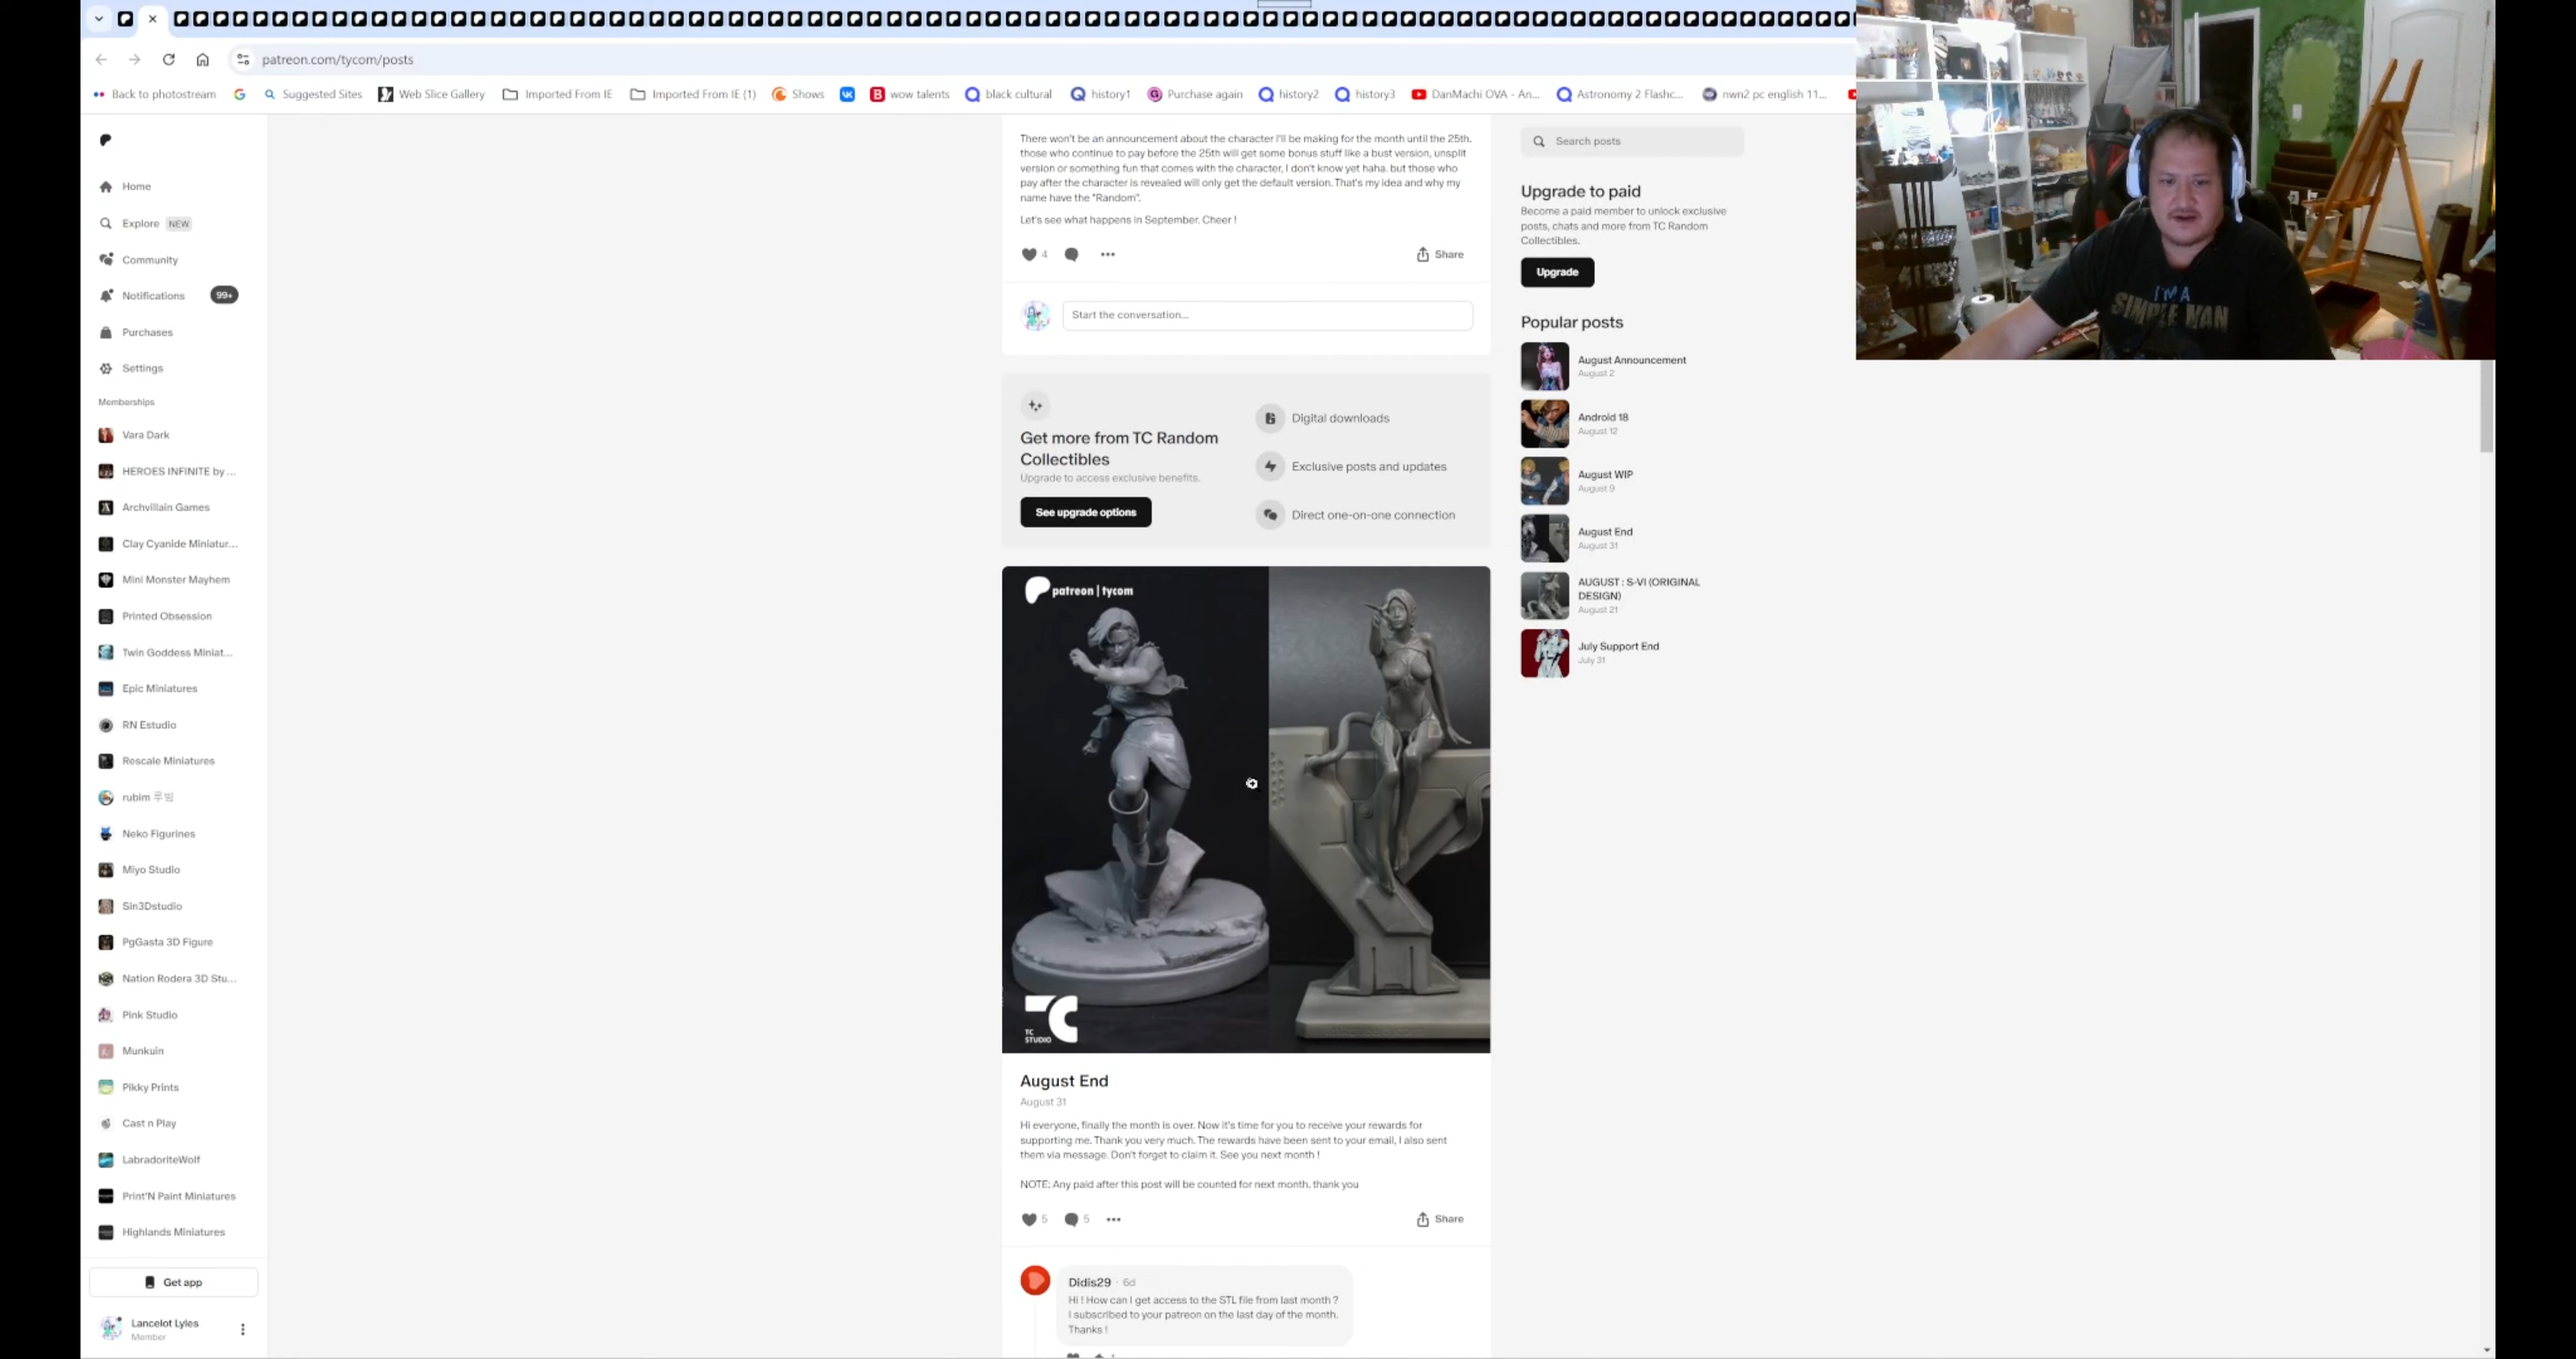 patreon.com/tycom/posts
Back to photostream
Suggested Sites
Web Slice Gallery
Imported From IE
Imported From IE (1)
Shows
wow talents
black cultural
history1
Purchase again
history2
history3
DanMachi OVA - An...
Astronomy 2 Flashc...
nwn2 pc english 11...
Home
Explore NEW
Community
Notifications 99+
Purchases
Settings
Memberships
Vara Dark
HEROES INFINITE by ...
Archvillain Games
Clay Cyanide Miniatur...
Mini Monster Mayhem
Printed Obsession
Twin Goddess Miniat...
Epic Miniatures
RN Estudio
Rescale Miniatures
rubim 루빔
Neko Figurines
Miyo Studio
Sin3Dstudio
PgGasta 3D Figure
Nation Rodera 3D Stu...
Pink Studio
Munkuin
Pikky Prints
Cast n Play
LabradoriteWolf
Print'N Paint Miniatures
Highlands Miniatures
Get app
Lancelot Lyles
Member
There won't be an announcement about the character I'll be making for the month until the 25th.
those who continue to pay before the 25th will get some bonus stuff like a bust version, unsplit
version or something fun that comes with the character, I don't know yet haha. but those who
pay after the character is revealed will only get the default version. That's my idea and why my
name have the "Random".
Let's see what happens in September. Cheer !
4
Share
Start the conversation...
Get more from TC Random
Collectibles
Upgrade to access exclusive benefits.
See upgrade options
Digital downloads
Exclusive posts and updates
Direct one-on-one connection
patreon | tycom
TC
STUDIO
August End
August 31
Hi everyone, finally the month is over. Now it's time for you to receive your rewards for
supporting me. Thank you very much. The rewards have been sent to your email, I also sent
them via message. Don't forget to claim it. See you next month !
NOTE: Any paid after this post will be counted for next month. thank you
5 5
Share
Didis29 · 6d
Hi ! How can I get access to the STL file from last month ?
I subscribed to your patreon on the last day of the month.
Thanks !
Search posts
Upgrade to paid
Become a paid member to unlock exclusive
posts, chats and more from TC Random
Collectibles.
Upgrade
Popular posts
August Announcement
August 2
Android 18
August 12
August WIP
August 9
August End
August 31
AUGUST : S-VI (ORIGINAL
DESIGN)
August 21
July Support End
July 31
I'M A
SIMPLE MAN